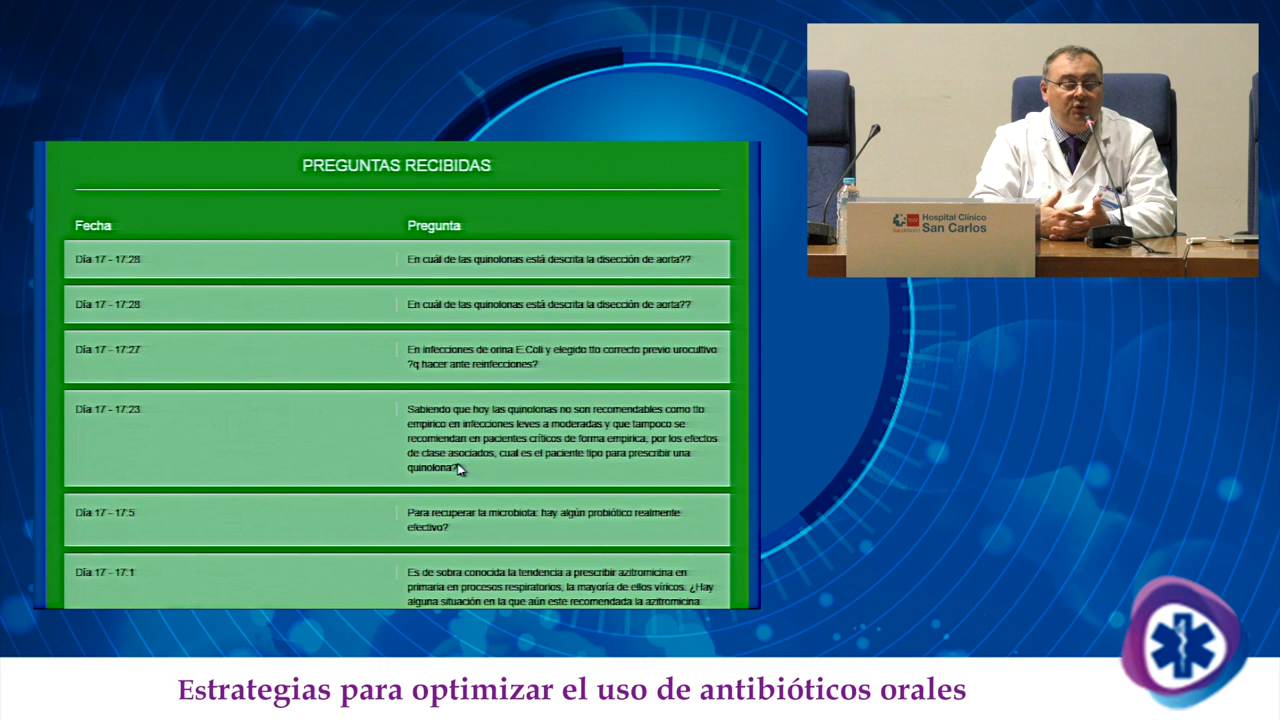 PREGUNTAS RECIBIDAS
Fecha Pregunta
Día 17 - 17:28 En cuál de las quinolonas está descrita la disección de aorta??
Día 17 - 17:28 En cuál de las quinolonas está descrita la disección de aorta??
Día 17 - 17:27 En infecciones de orina E.Coli y elegido tto correcto previo urocultivo
?q hacer ante reinfecciones?
Día 17 - 17:23 Sabiendo que hoy las quinolonas no son recomendables como tto
empirico en infecciones leves a moderadas y que tampoco se
recomiendan en pacientes críticos de forma empirica, por los efectos
de clase asociados, cual es el paciente tipo para prescribir una
quinolona?
Día 17 - 17:5 Para recuperar la microbiota: hay algún probiótico realmente
efectivo?
Día 17 - 17:1 Es de sobra conocida la tendencia a prescribir azitromicina en
primaria en procesos respiratorios, la mayoría de ellos víricos. ¿Hay
alguna situación en la que aún este recomendada la azitromicina
Hospital Clínico
San Carlos
Estrategias para optimizar el uso de antibióticos orales